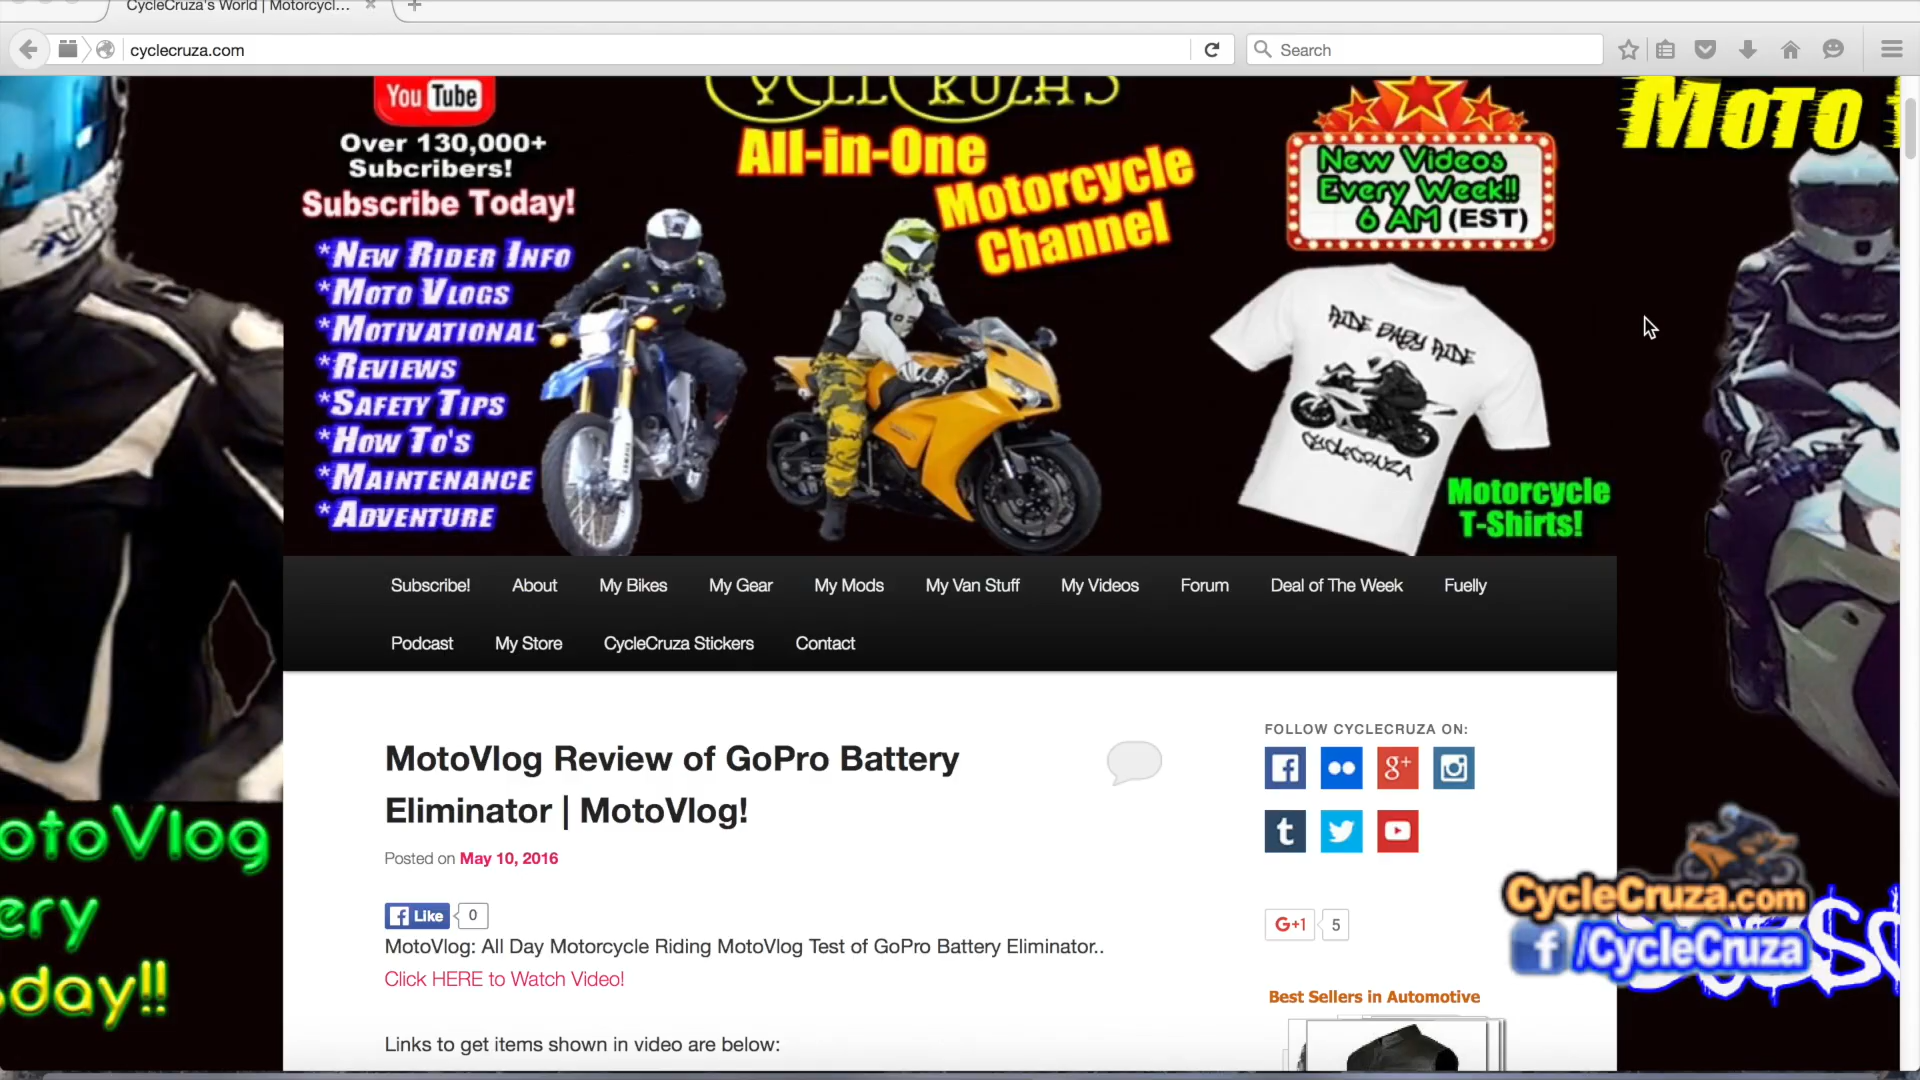 CycleCruza's World | Motorcycl...
cyclecruza.com
Search
You Tube
Over 130,000+
Subcribers!
Subscribe Today!
*New Rider Info
*Moto Vlogs
*Motivational
*Reviews
*Safety Tips
*How To's
*Maintenance
*Adventure
CycleCruza's
All-in-One
Motorcycle
Channel
New Videos
Every Week!!
6 AM (EST)
RIDE BABY RIDE
CYCLECRUZA
Motorcycle
T-Shirts!
Moto
Subscribe!
About
My Bikes
My Gear
My Mods
My Van Stuff
My Videos
Forum
Deal of The Week
Fuelly
Podcast
My Store
CycleCruza Stickers
Contact
MotoVlog Review of GoPro Battery
Eliminator | MotoVlog!
Posted on May 10, 2016
Like 0
MotoVlog: All Day Motorcycle Riding MotoVlog Test of GoPro Battery Eliminator..
Click HERE to Watch Video!
Links to get items shown in video are below:
FOLLOW CYCLECRUZA ON:
G+1 5
Best Sellers in Automotive
otoVlog
ery
day!!
CycleCruza.com
f/CycleCruza